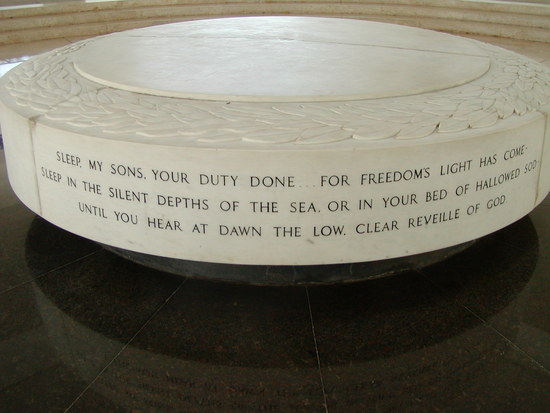 SLEEP, MY SONS, YOUR DUTY DONE ... FOR FREEDOM'S LIGHT HAS COME.
SLEEP IN THE SILENT DEPTHS OF THE SEA, OR IN YOUR BED OF HALLOWED SOD
UNTIL YOU HEAR AT DAWN THE LOW, CLEAR REVEILLE OF GOD